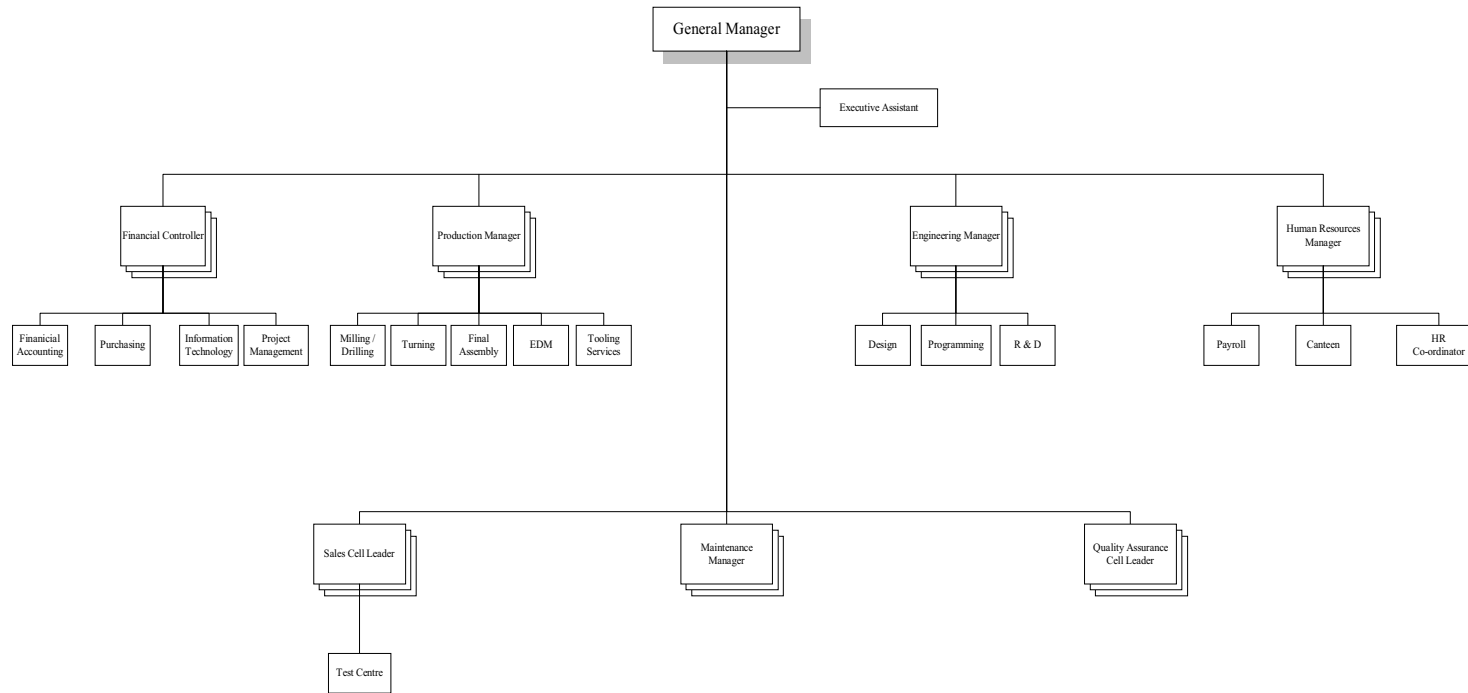 General Manager
Executive Assistant
Financial Controller
Production Manager
Engineering Manager
Human Resources
Manager
Finanicial
Accounting
Purchasing
Information
Technology
Project
Management
Milling /
Drilling
Turning
Final
Assembly
EDM
Tooling
Services
Design
Programming
R & D
Payroll
Canteen
HR
Co-ordinator
Sales Cell Leader
Maintenance
Manager
Quality Assurance
Cell Leader
Test Centre